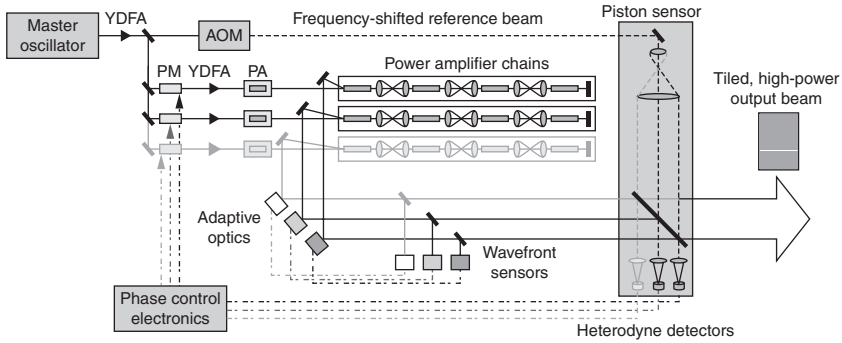 Master
oscillator
YDFA
AOM
Frequency-shifted reference beam
Piston sensor
PM
YDFA
PA
Power amplifier chains
Tiled, high-power
output beam
Adaptive
optics
Wavefront
sensors
Phase control
electronics
Heterodyne detectors